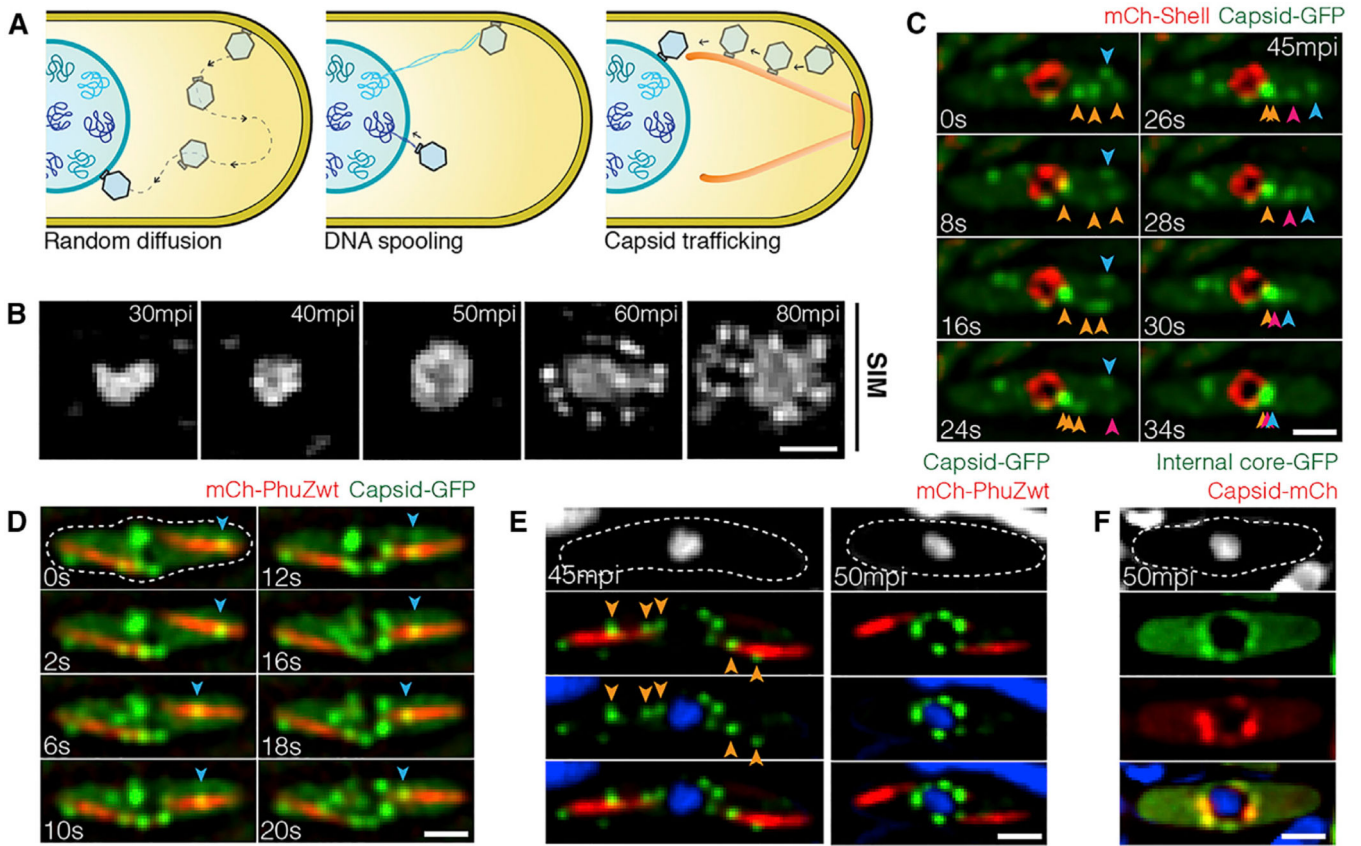 A
Random diffusion
DNA spooling
Capsid trafficking
B
30mpi
40mpi
50mpi
60mpi
80mpi
SIM
C
mCh-Shell Capsid-GFP
45mpi
0s
26s
8s
28s
16s
30s
24s
34s
D
mCh-PhuZwt Capsid-GFP
0s
12s
2s
16s
6s
18s
10s
20s
E
Capsid-GFP
mCh-PhuZwt
45mpi
50mpi
F
Internal core-GFP
Capsid-mCh
50mpi